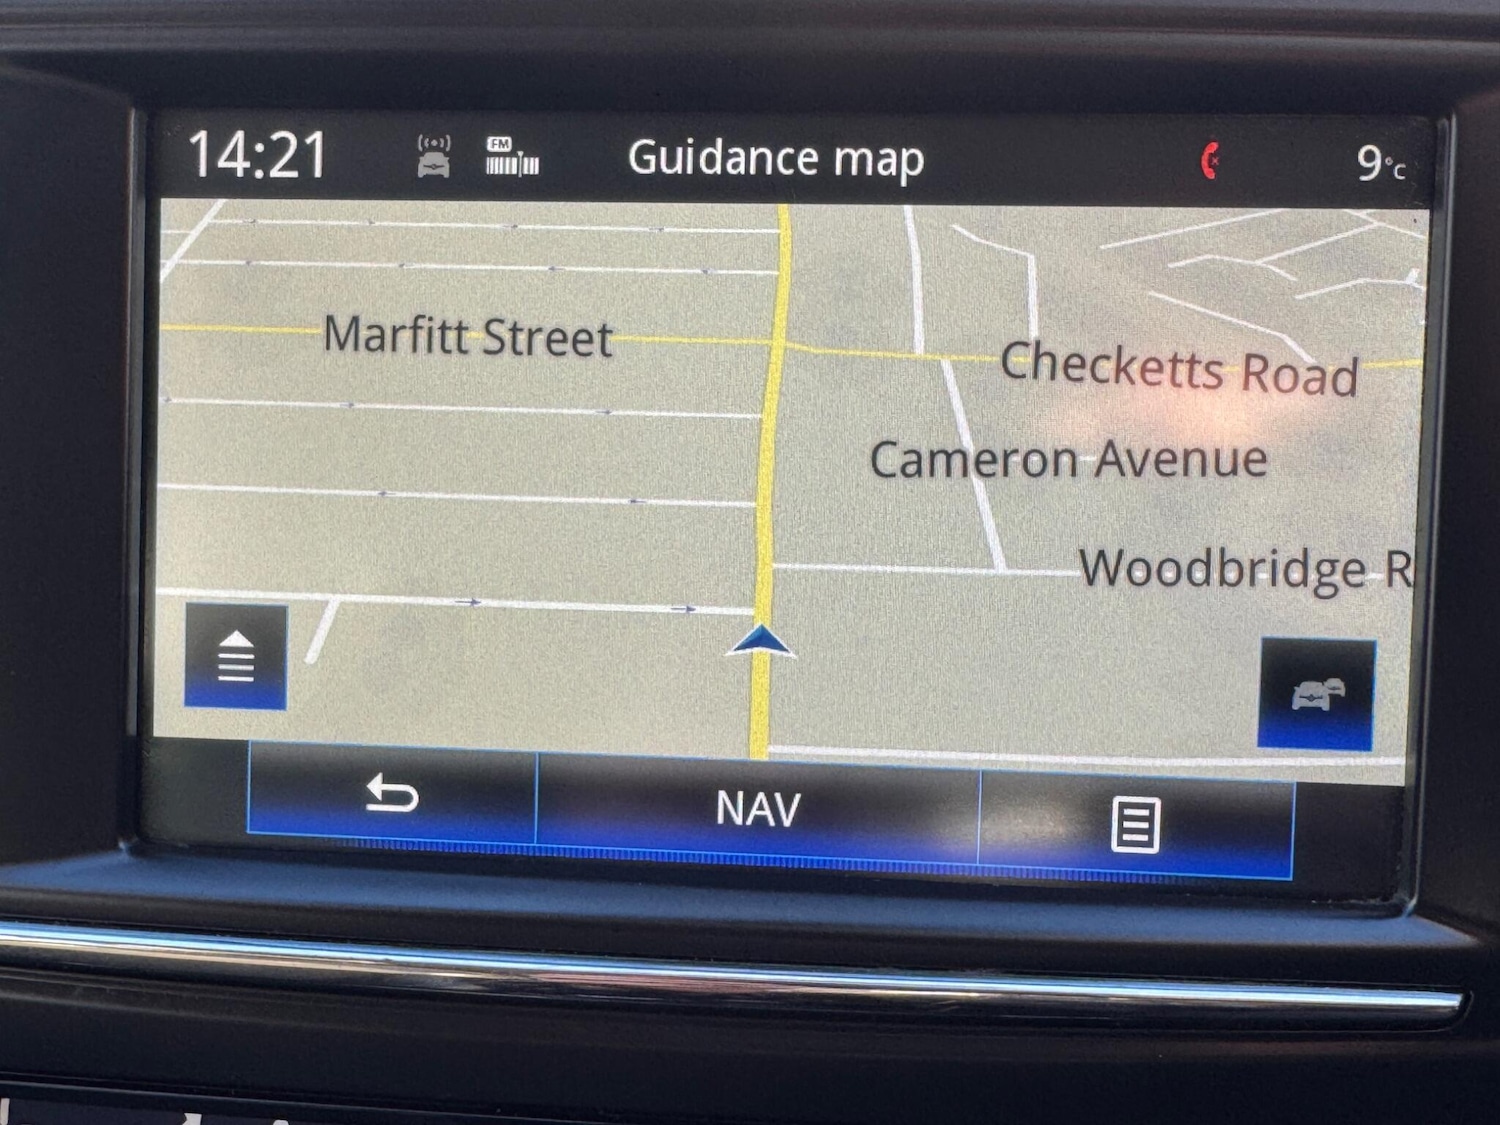 14:21 FM Guidance map 9°C
Marfitt Street
Checketts Road
Cameron Avenue
Woodbridge R
NAV